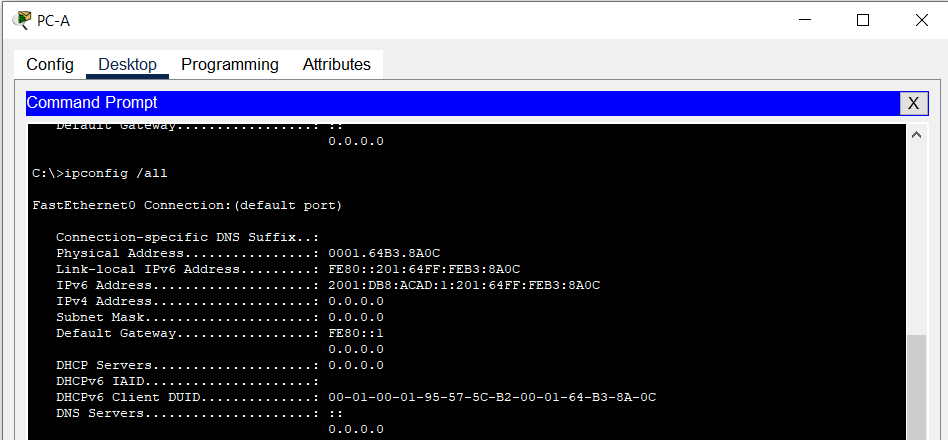 PC-A
Config Desktop Programming Attributes
Command Prompt X
Default Gateway.................: ::
0.0.0.0
C:\>ipconfig /all
FastEthernet0 Connection:(default port)
Connection-specific DNS Suffix..:
Physical Address................: 0001.64B3.8A0C
Link-local IPv6 Address.........: FE80::201:64FF:FEB3:8A0C
IPv6 Address....................: 2001:DB8:ACAD:1:201:64FF:FEB3:8A0C
IPv4 Address....................: 0.0.0.0
Subnet Mask.....................: 0.0.0.0
Default Gateway.................: FE80::1
0.0.0.0
DHCP Servers....................: 0.0.0.0
DHCPv6 IAID.....................:
DHCPv6 Client DUID..............: 00-01-00-01-95-57-5C-B2-00-01-64-B3-8A-0C
DNS Servers.....................: ::
0.0.0.0